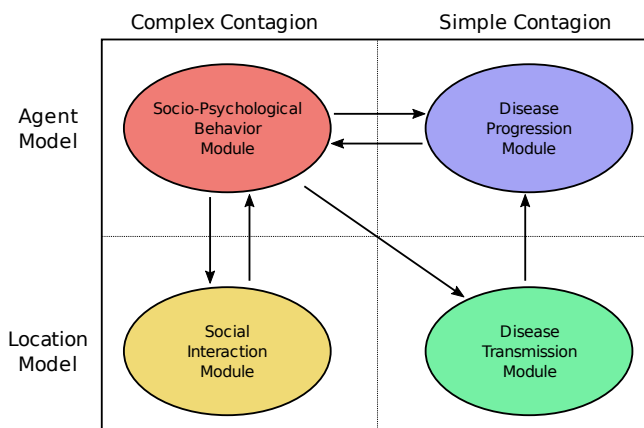 Complex Contagion
Simple Contagion
Agent
Model
Socio-Psychological
Behavior
Module
Disease
Progression
Module
Location
Model
Social
Interaction
Module
Disease
Transmission
Module